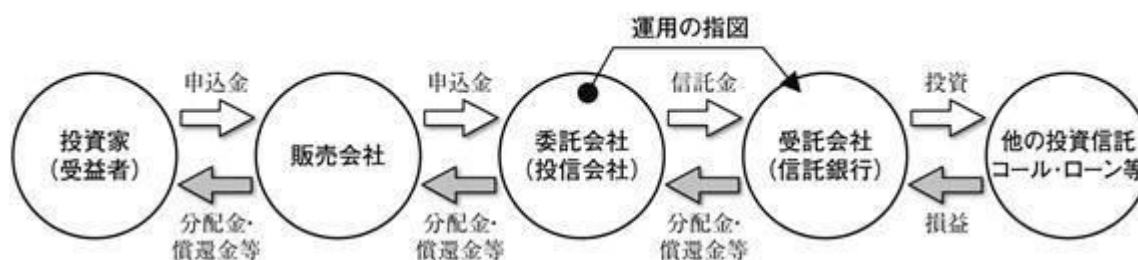 運用の指図
申込金
申込金
信託金
投資
投資家
(受益者)
販売会社
委託会社
(投信会社)
受託会社
(信託銀行)
他の投資信託
コール・ローン等
分配金・
償還金等
分配金・
償還金等
分配金・
償還金等
損益